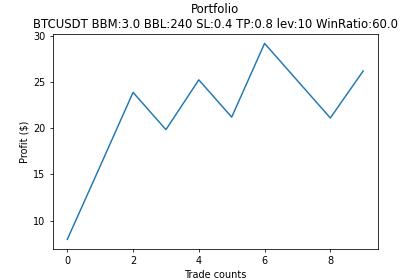 Portfolio
BTCUSDT BBM:3.0 BBL:240 SL:0.4 TP:0.8 lev:10 WinRatio:60.0
30
25
20
15
10
Profit ($)
0 2 4 6 8
Trade counts